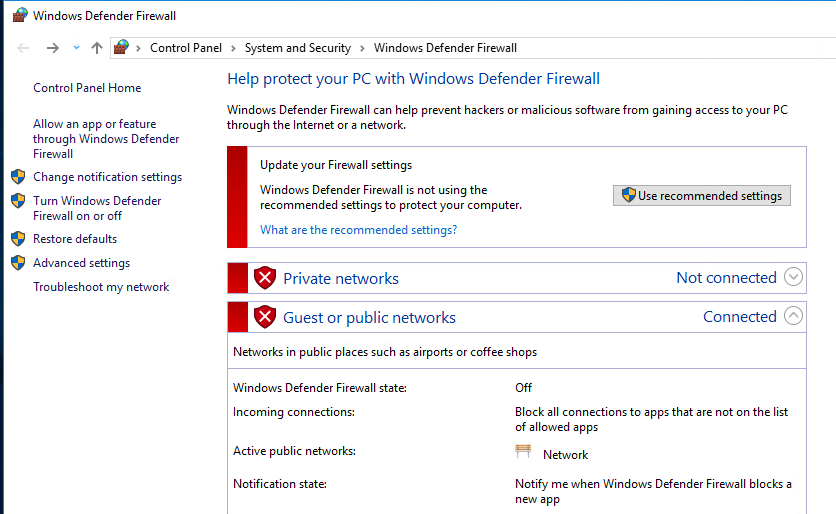 Windows Defender Firewall
Control Panel > System and Security > Windows Defender Firewall
Control Panel Home
Allow an app or feature
through Windows Defender
Firewall
Change notification settings
Turn Windows Defender
Firewall on or off
Restore defaults
Advanced settings
Troubleshoot my network
Help protect your PC with Windows Defender Firewall
Windows Defender Firewall can help prevent hackers or malicious software from gaining access to your PC
through the Internet or a network.
Update your Firewall settings
Windows Defender Firewall is not using the
recommended settings to protect your computer.
Use recommended settings
What are the recommended settings?
Private networks Not connected
Guest or public networks Connected
Networks in public places such as airports or coffee shops
Windows Defender Firewall state: Off
Incoming connections: Block all connections to apps that are not on the list
of allowed apps
Active public networks: Network
Notification state: Notify me when Windows Defender Firewall blocks a
new app